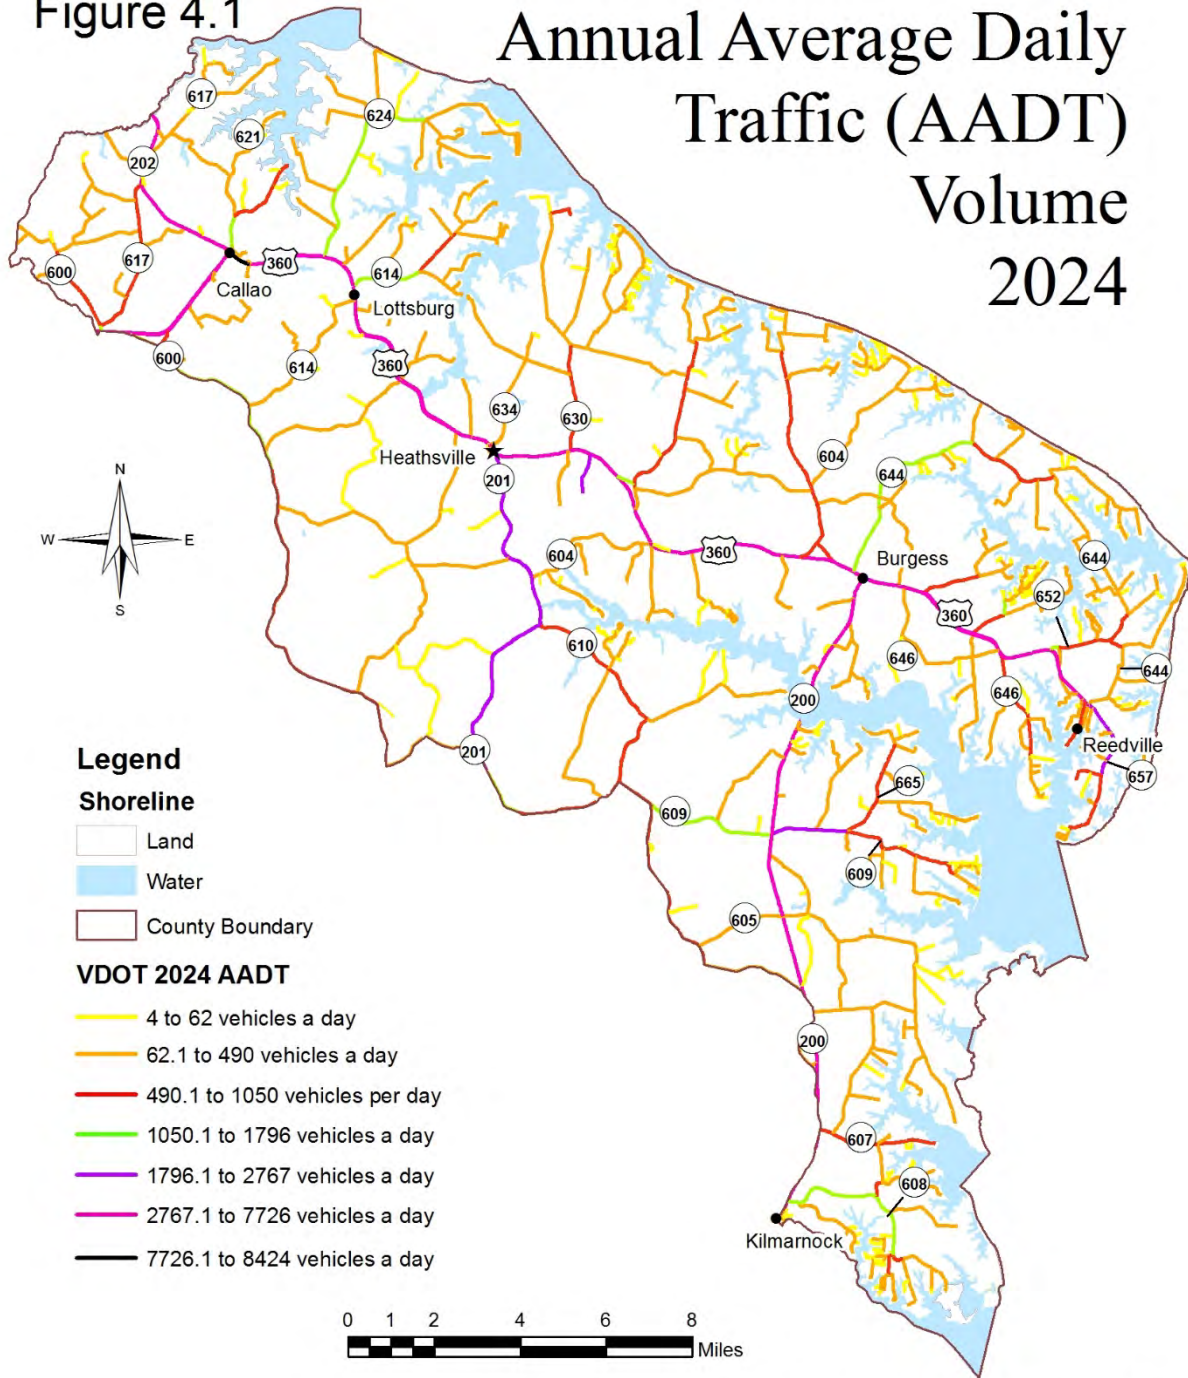 Figure 4.1
Annual Average Daily
Traffic (AADT)
Volume
2024
617
624
621
202
600
617
360
Callao
614
Lottsburg
600
614
360
634
630
Heathsville
201
604
644
N
W
E
S
604
360
Burgess
644
652
360
610
646
644
200
646
Reedville
201
657
665
609
609
605
200
607
608
Kilmarnock
Legend
Shoreline
Land
Water
County Boundary
VDOT 2024 AADT
4 to 62 vehicles a day
62.1 to 490 vehicles a day
490.1 to 1050 vehicles per day
1050.1 to 1796 vehicles a day
1796.1 to 2767 vehicles a day
2767.1 to 7726 vehicles a day
7726.1 to 8424 vehicles a day
0 1 2 4 6 8
Miles